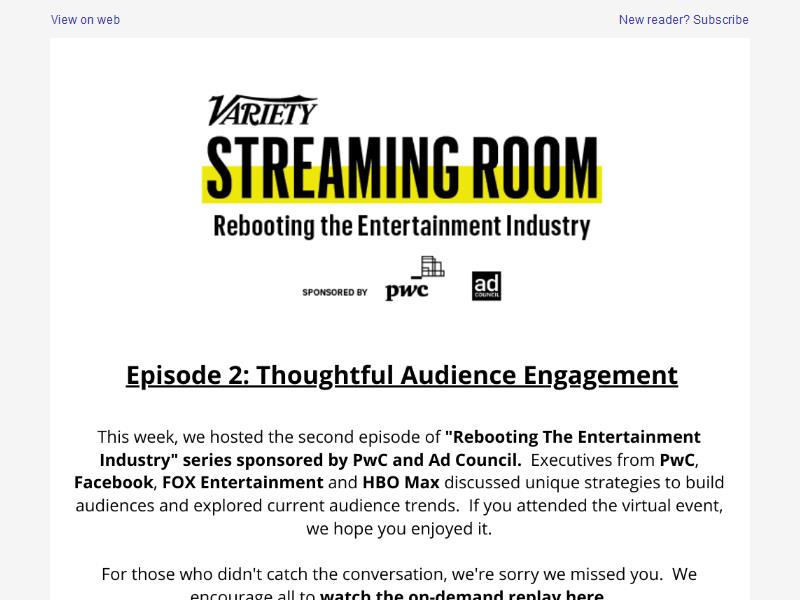 View on web
New reader? Subscribe
VARIETY
STREAMING ROOM
Rebooting the Entertainment Industry
SPONSORED BY
pwc
ad
COUNCIL
Episode 2: Thoughtful Audience Engagement
This week, we hosted the second episode of "Rebooting The Entertainment
Industry" series sponsored by PwC and Ad Council.  Executives from PwC,
Facebook, FOX Entertainment and HBO Max discussed unique strategies to build
audiences and explored current audience trends.  If you attended the virtual event,
we hope you enjoyed it.
For those who didn't catch the conversation, we're sorry we missed you.  We
encourage all to watch the on-demand replay here